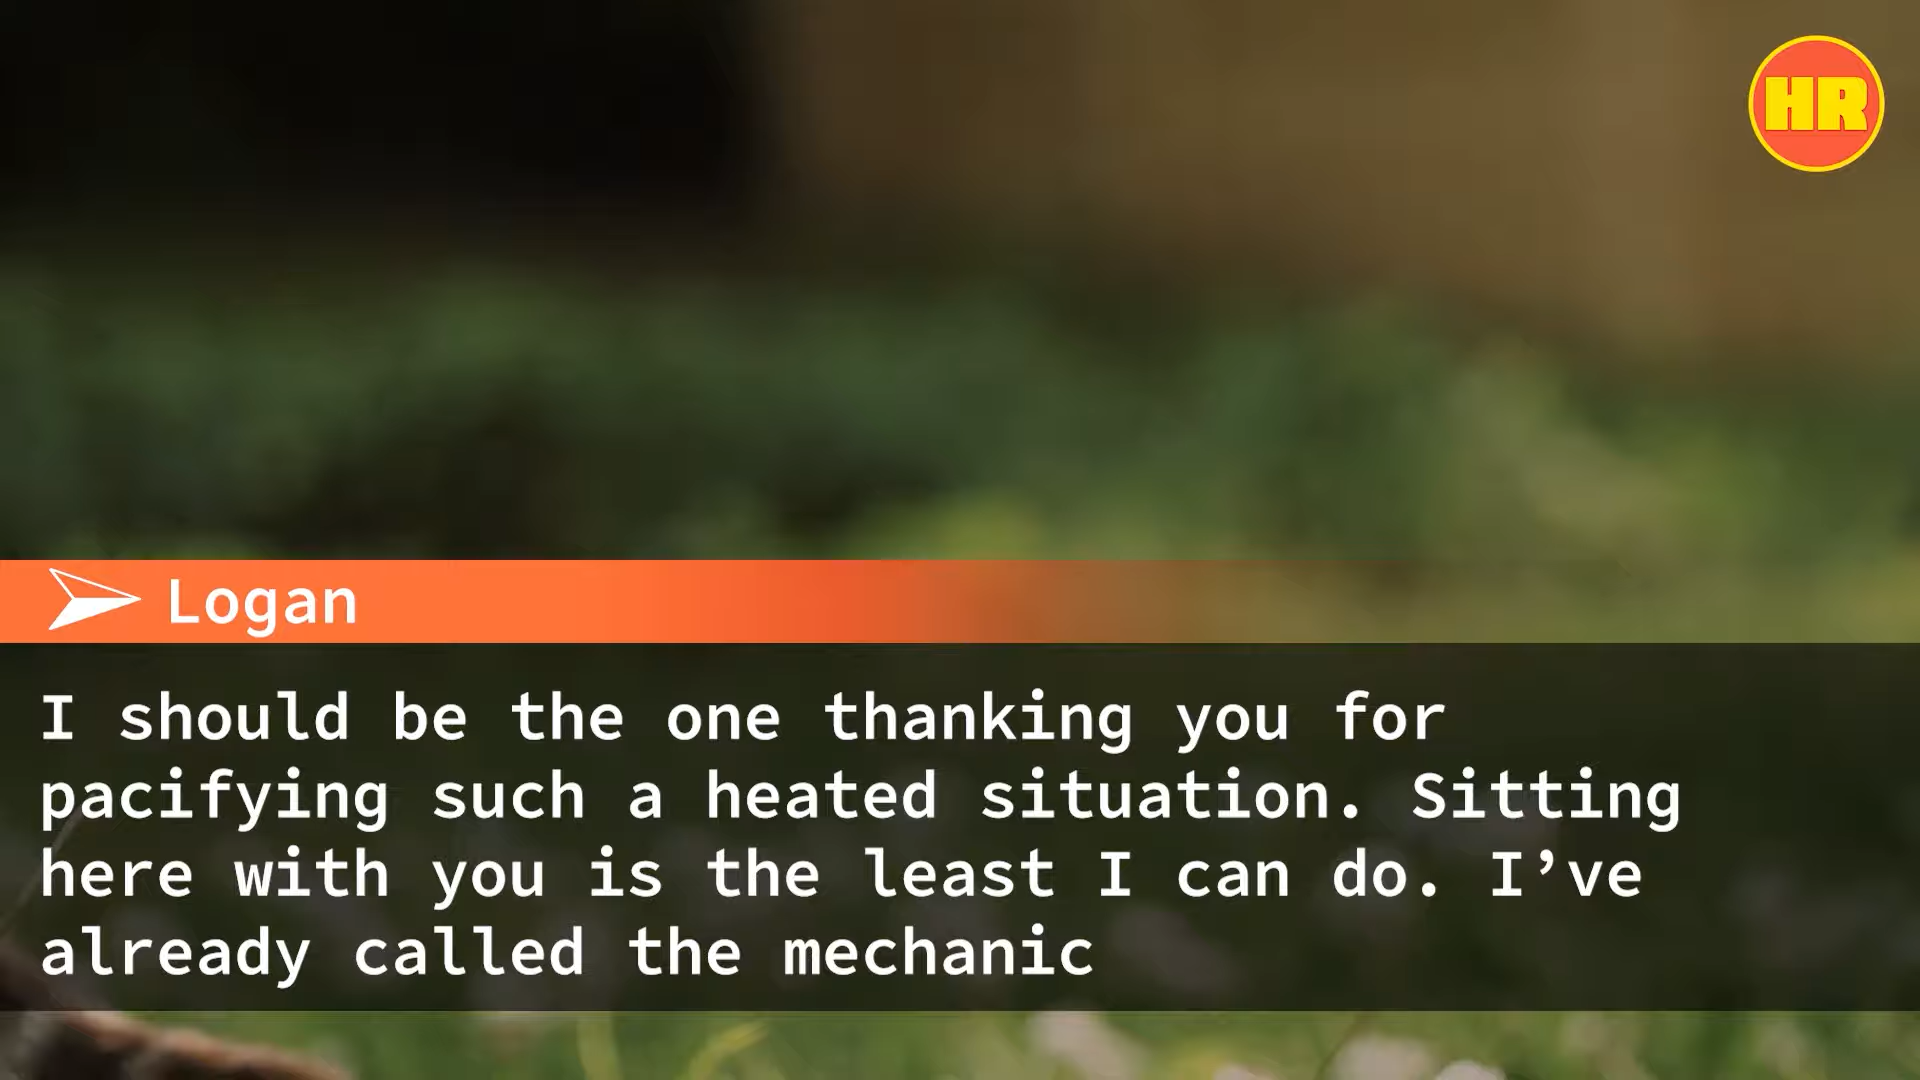 HR
Logan
I should be the one thanking you for
pacifying such a heated situation. Sitting
here with you is the least I can do. I’ve
already called the mechanic